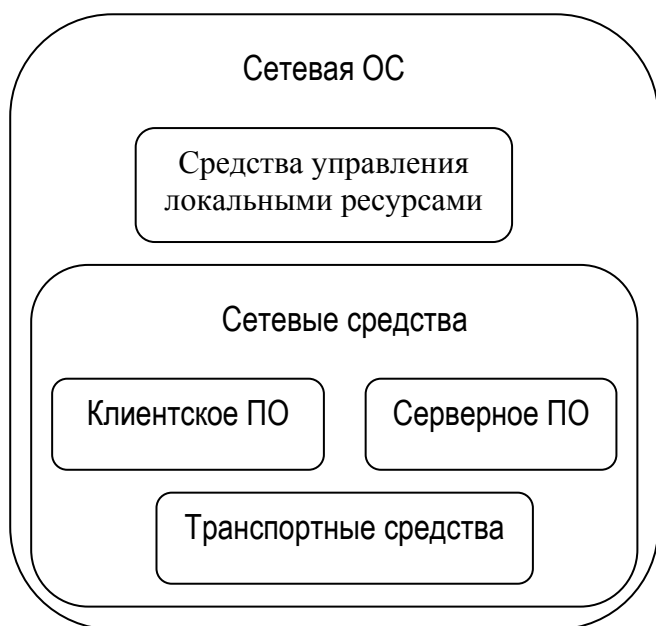 Сетевая ОС
Средства управления
локальными ресурсами
Сетевые средства
Клиентское ПО
Серверное ПО
Транспортные средства